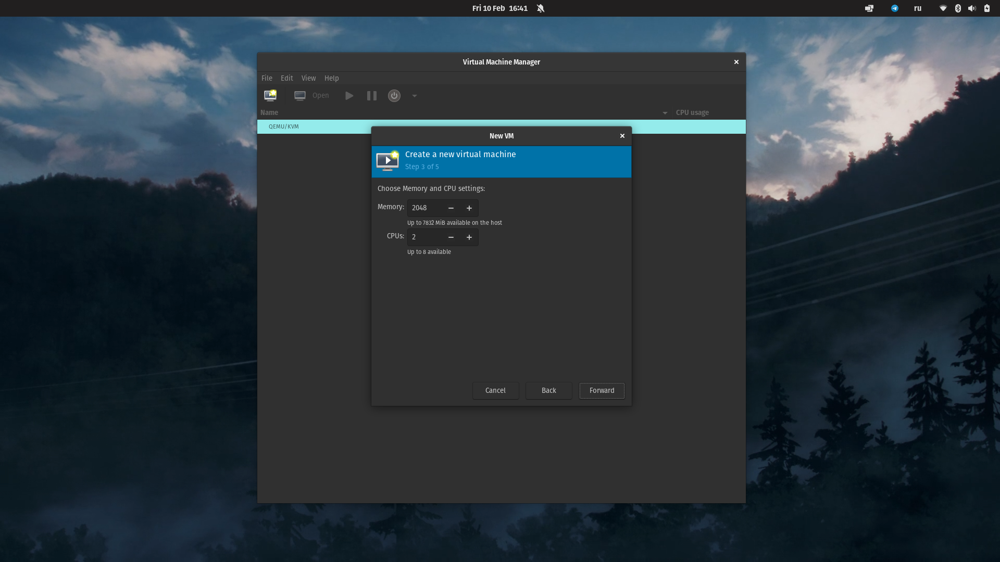 Fri 10 Feb 16:41
ru
Virtual Machine Manager
File Edit View Help
Open
Name CPU usage
QEMU/KVM
New VM
Create a new virtual machine
Step 3 of 5
Choose Memory and CPU settings:
Memory: 2048 − +
Up to 7832 MiB available on the host
CPUs: 2 − +
Up to 8 available
Cancel Back Forward